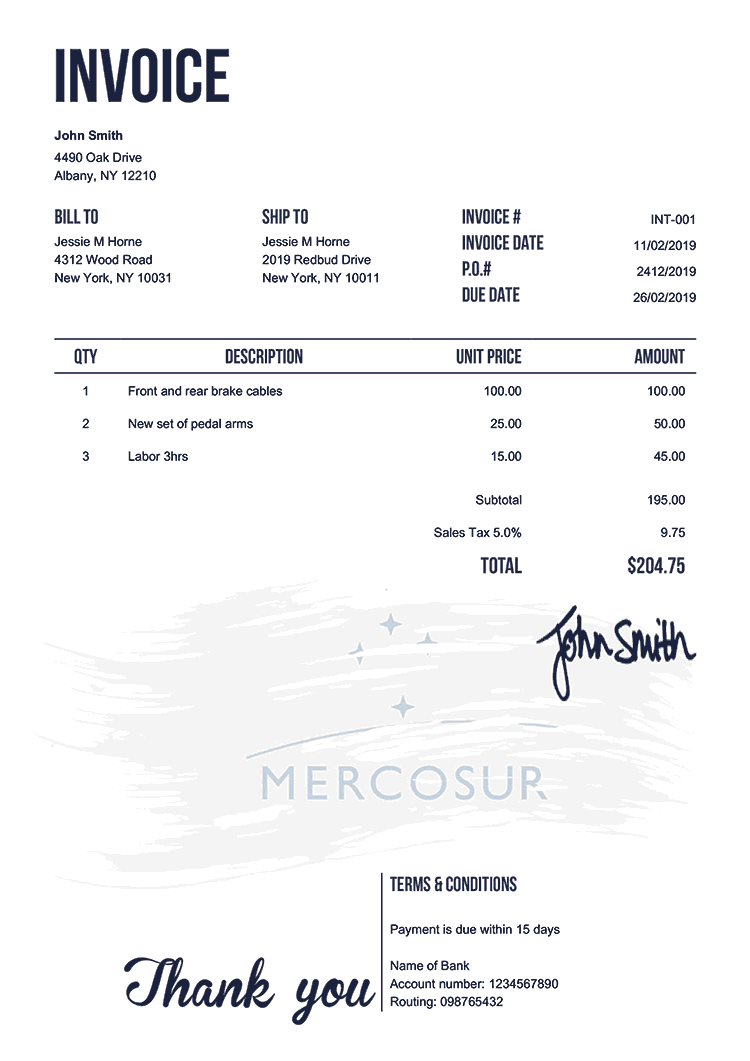 INVOICE
John Smith
4490 Oak Drive
Albany, NY 12210
BILL TO
Jessie M Horne
4312 Wood Road
New York, NY 10031
SHIP TO
Jessie M Horne
2019 Redbud Drive
New York, NY 10011
INVOICE # INT-001
INVOICE DATE 11/02/2019
P.O.# 2412/2019
DUE DATE 26/02/2019
QTY DESCRIPTION UNIT PRICE AMOUNT
1 Front and rear brake cables 100.00 100.00
2 New set of pedal arms 25.00 50.00
3 Labor 3hrs 15.00 45.00
Subtotal 195.00
Sales Tax 5.0% 9.75
TOTAL $204.75
John Smith
MERCOSUR
Thank you
TERMS & CONDITIONS
Payment is due within 15 days
Name of Bank
Account number: 1234567890
Routing: 098765432